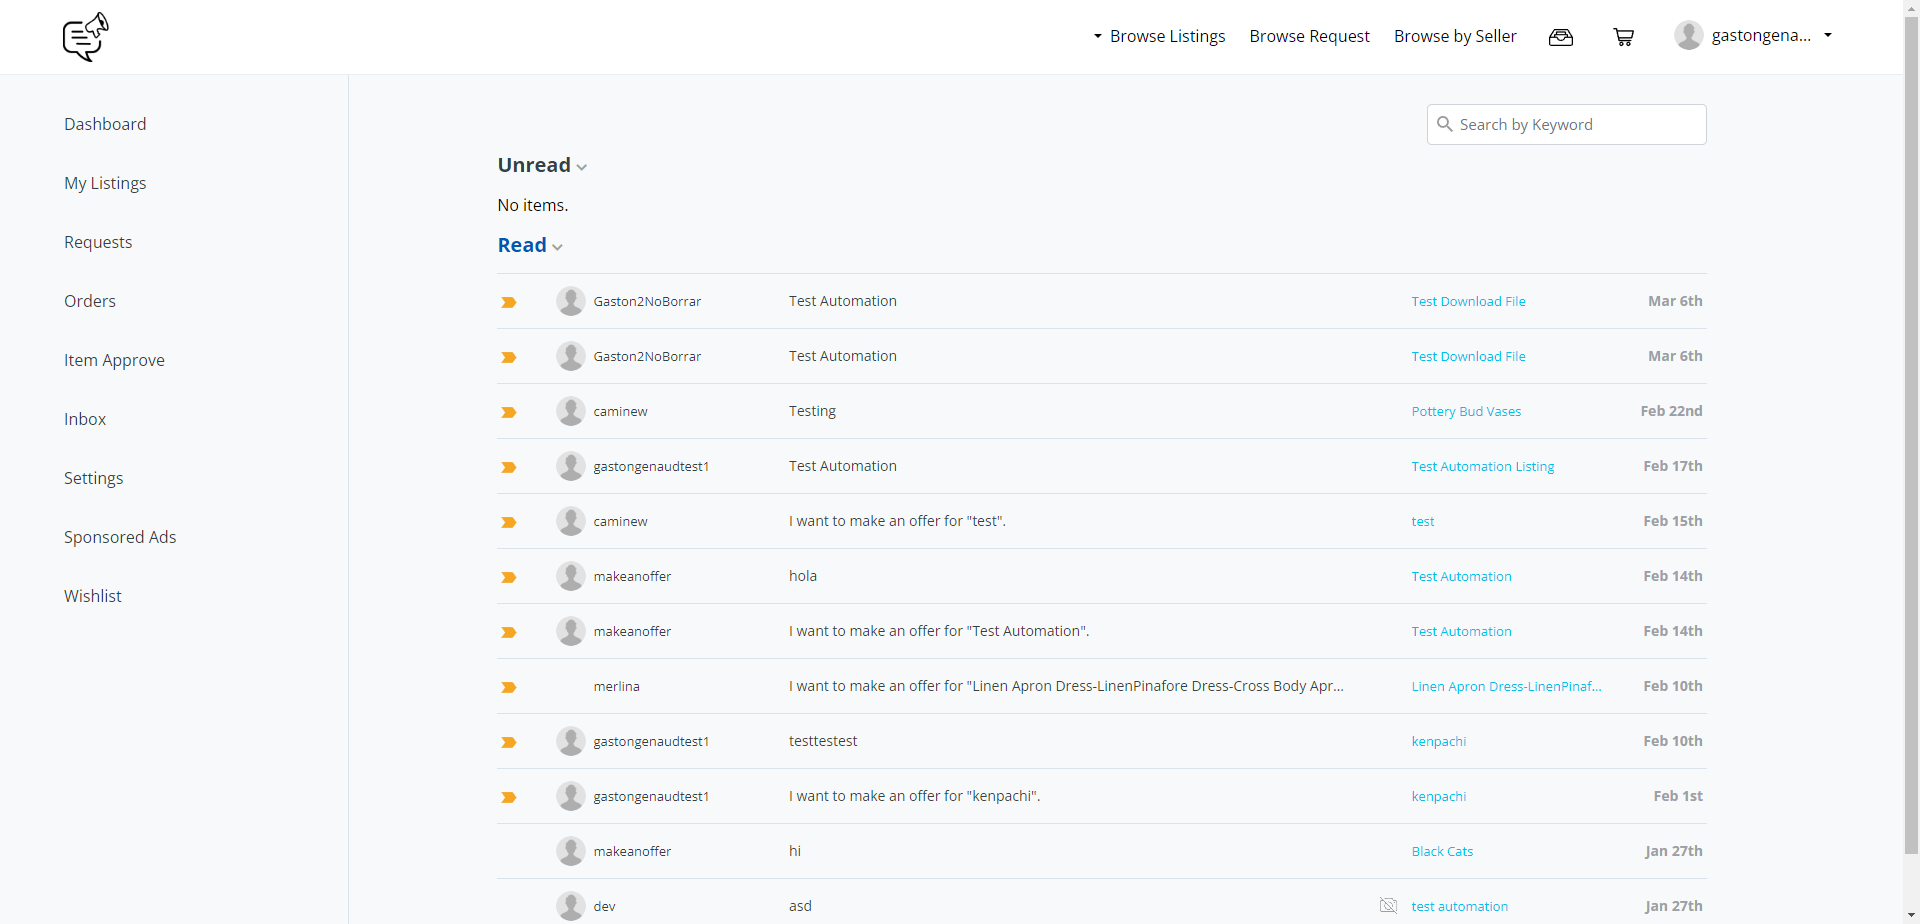 Browse Listings Browse Request Browse by Seller gastongena...
Dashboard
My Listings
Requests
Orders
Item Approve
Inbox
Settings
Sponsored Ads
Wishlist
Search by Keyword
Unread
No items.
Read
Gaston2NoBorrar Test Automation Test Download File Mar 6th
Gaston2NoBorrar Test Automation Test Download File Mar 6th
caminew Testing Pottery Bud Vases Feb 22nd
gastongenaudtest1 Test Automation Test Automation Listing Feb 17th
caminew I want to make an offer for "test". test Feb 15th
makeanoffer hola Test Automation Feb 14th
makeanoffer I want to make an offer for "Test Automation". Test Automation Feb 14th
merlina I want to make an offer for "Linen Apron Dress-LinenPinafore Dress-Cross Body Apr... Linen Apron Dress-LinenPinaf... Feb 10th
gastongenaudtest1 testtestest kenpachi Feb 10th
gastongenaudtest1 I want to make an offer for "kenpachi". kenpachi Feb 1st
makeanoffer hi Black Cats Jan 27th
dev asd test automation Jan 27th